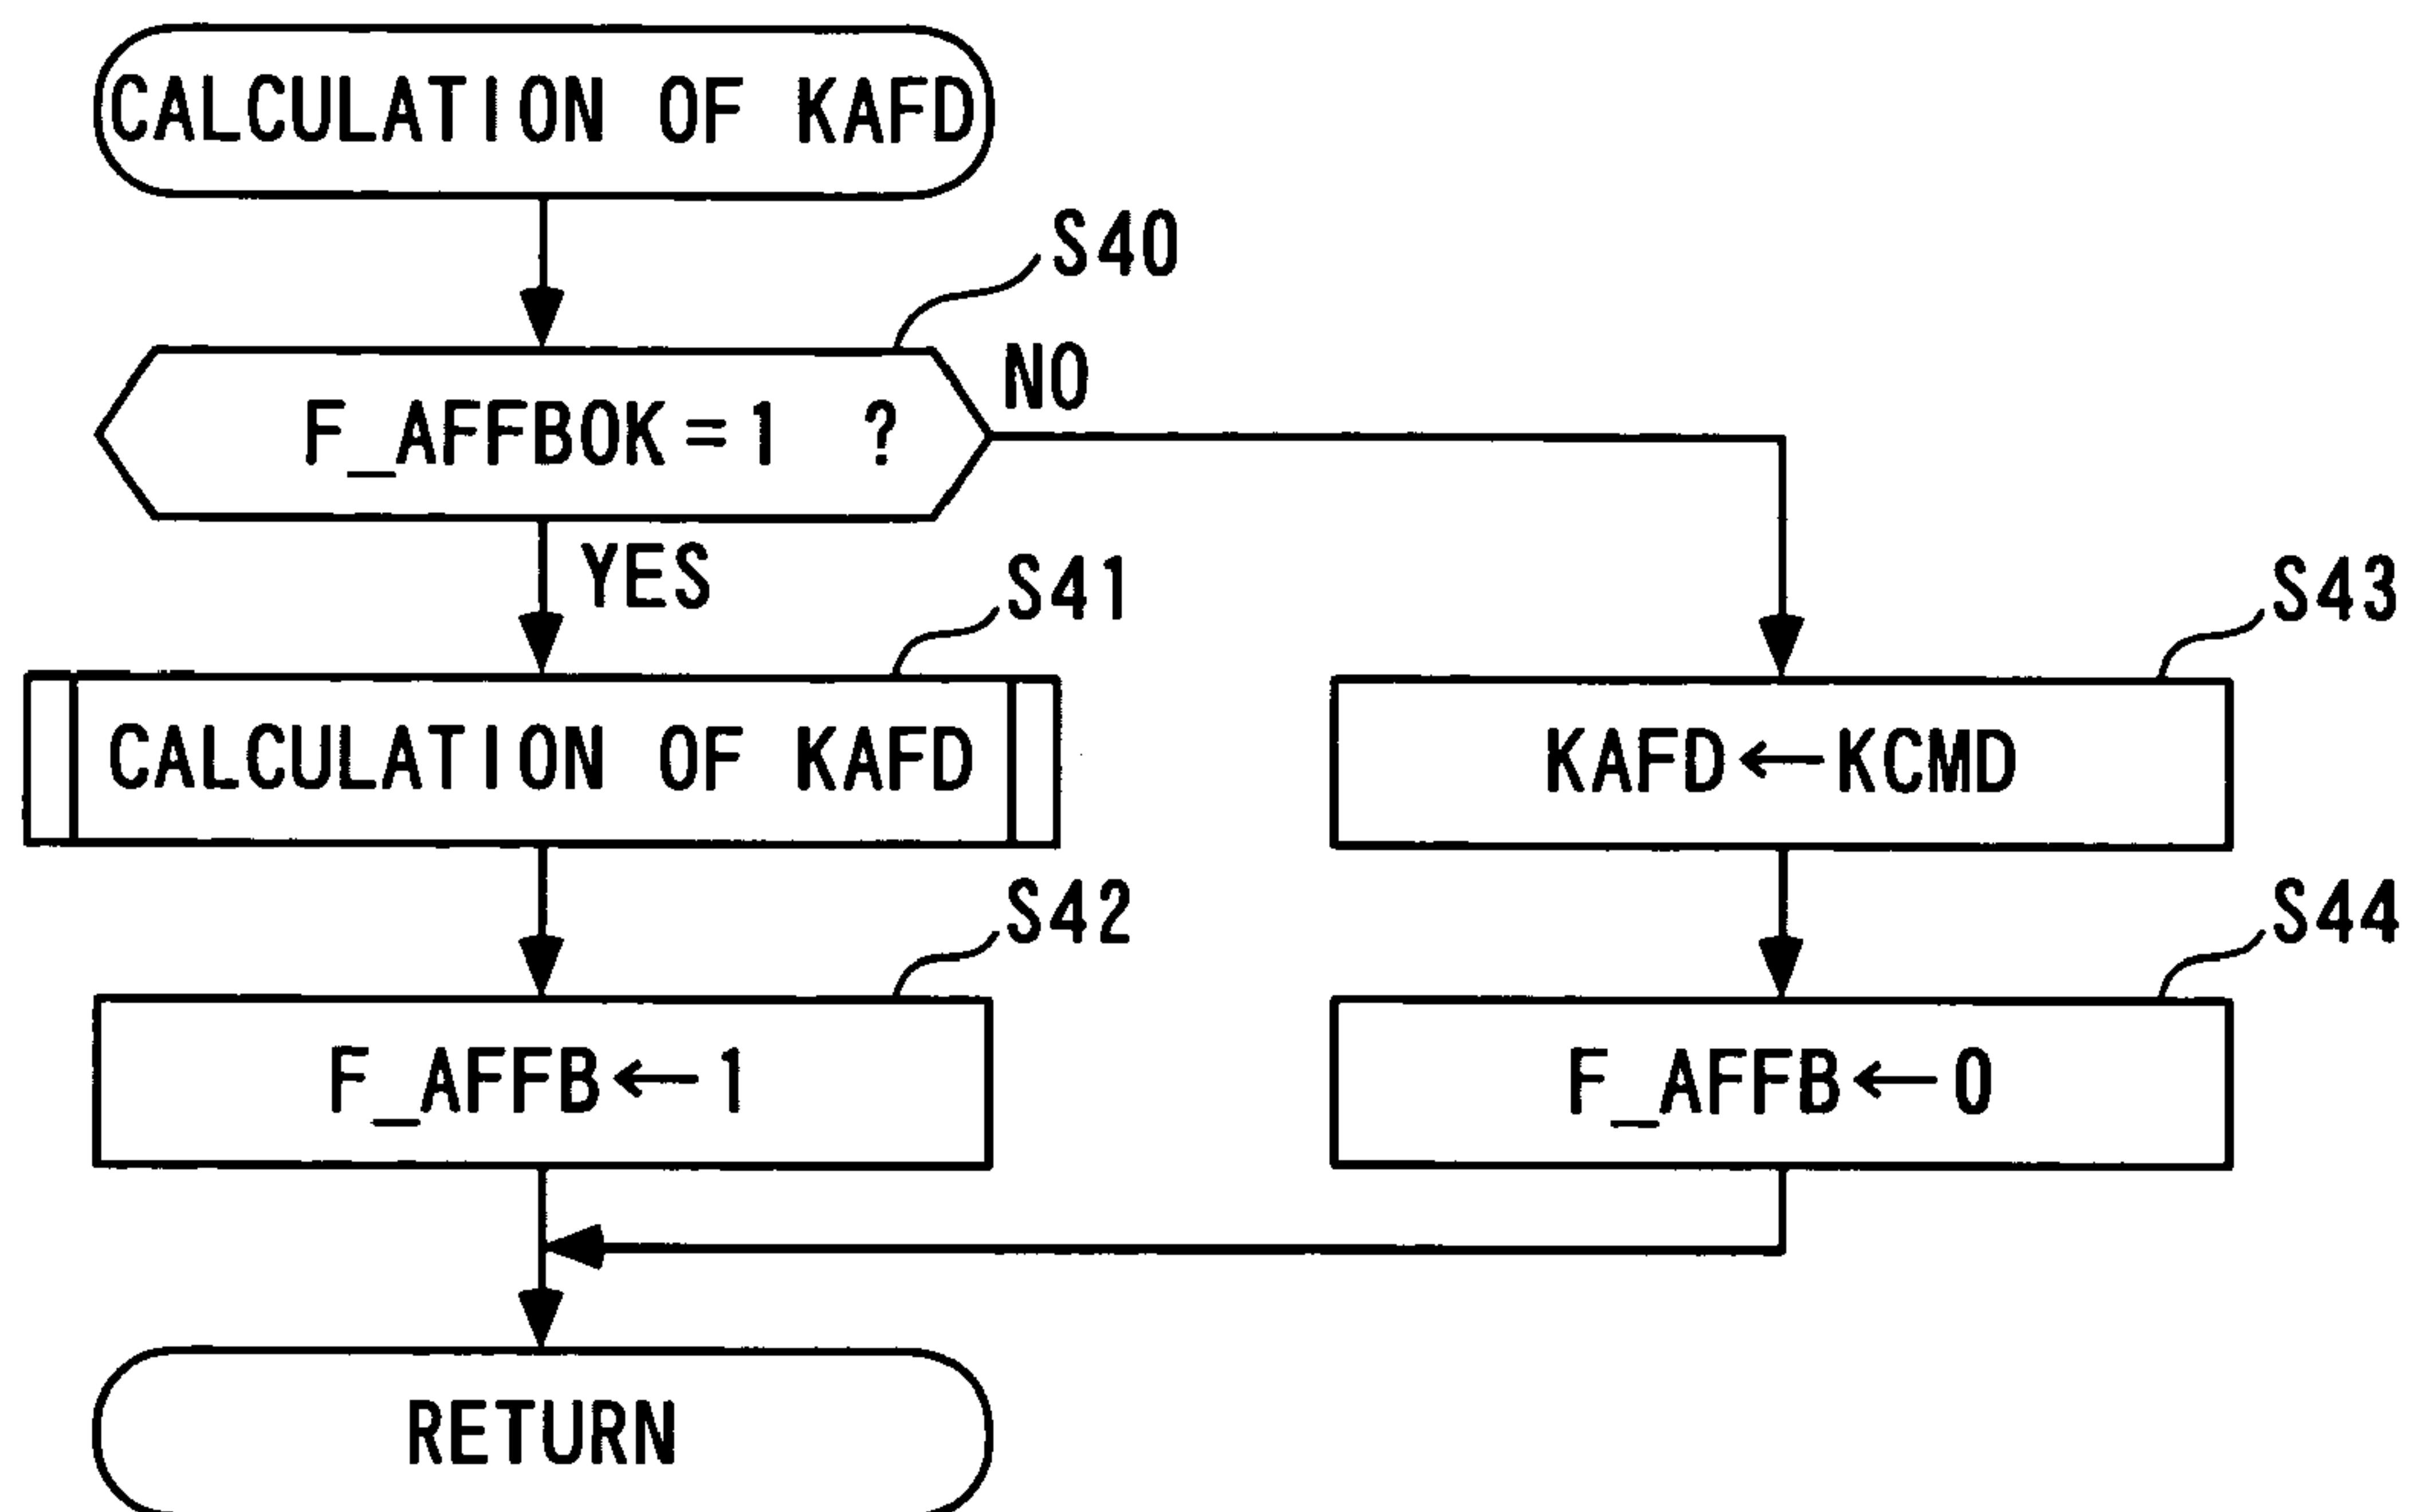 CALCULATION OF KAFD
S40
F_AFFBOK=1 ?
NO
YES
S41
CALCULATION OF KAFD
S43
KAFD←KCMD
S42
F_AFFB←1
S44
F_AFFB←0
RETURN